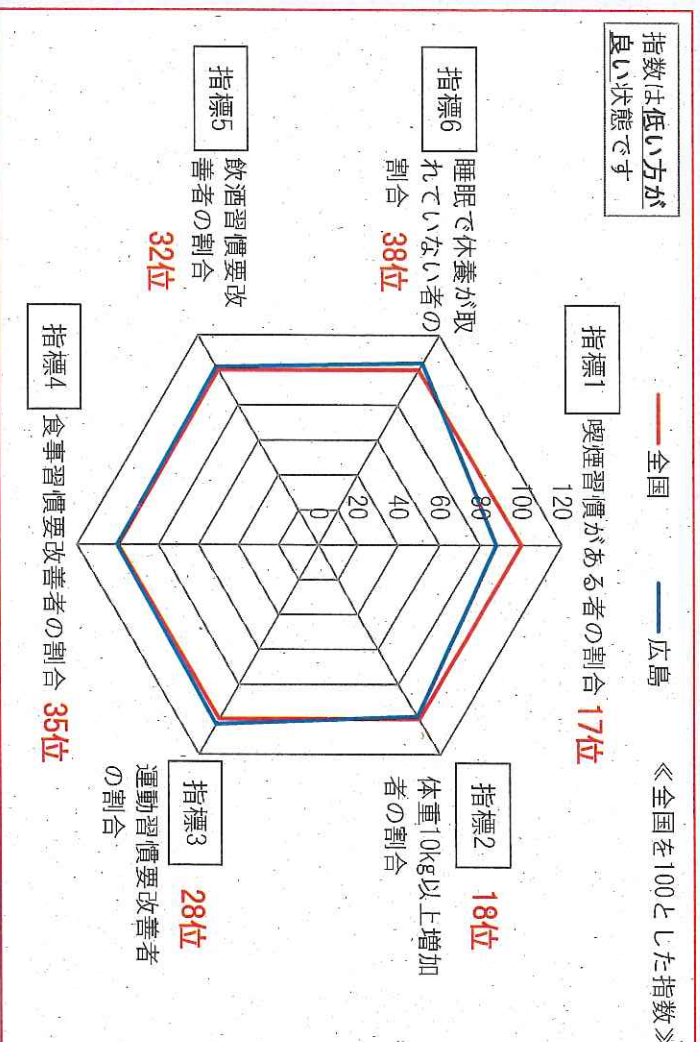 指数は低い方が
良い状態です
全国
広島
≪全国を100とした指数≫
指標1
喫煙習慣がある者の割合 17位
120
100
80
60
40
20
0
指標2
18位
体重10kg以上増加
者の割合
指標3
28位
運動習慣要改善者
の割合
指標4
食事習慣要改善者の割合 35位
指標5
飲酒習慣要改
善者の割合
32位
指標6
睡眠で休養が取
れていない者の
割合
38位